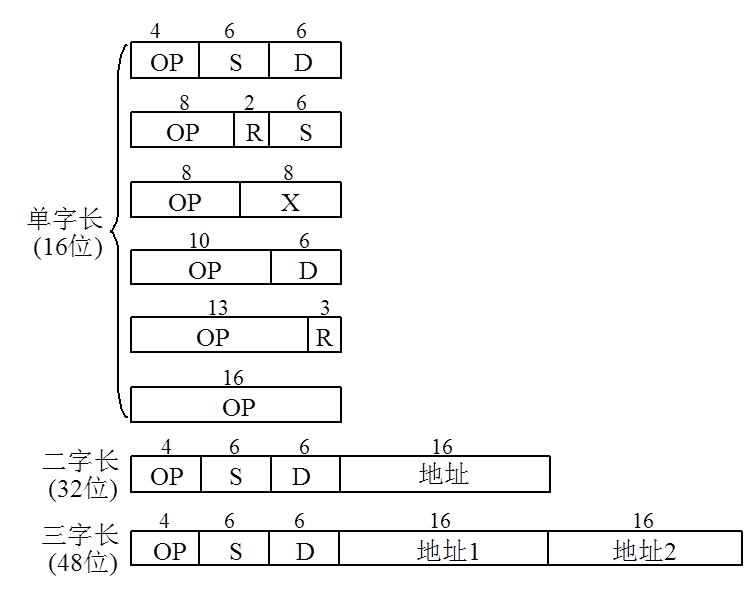 4 6 6
OP S D
8 2 6
OP R S
8 8
OP X
单字长
(16位)
10 6
OP D
13 3
OP R
16
OP
4 6 6 16
二字长
(32位)
OP S D 地址
4 6 6 16 16
三字长
(48位)
OP S D 地址1 地址2